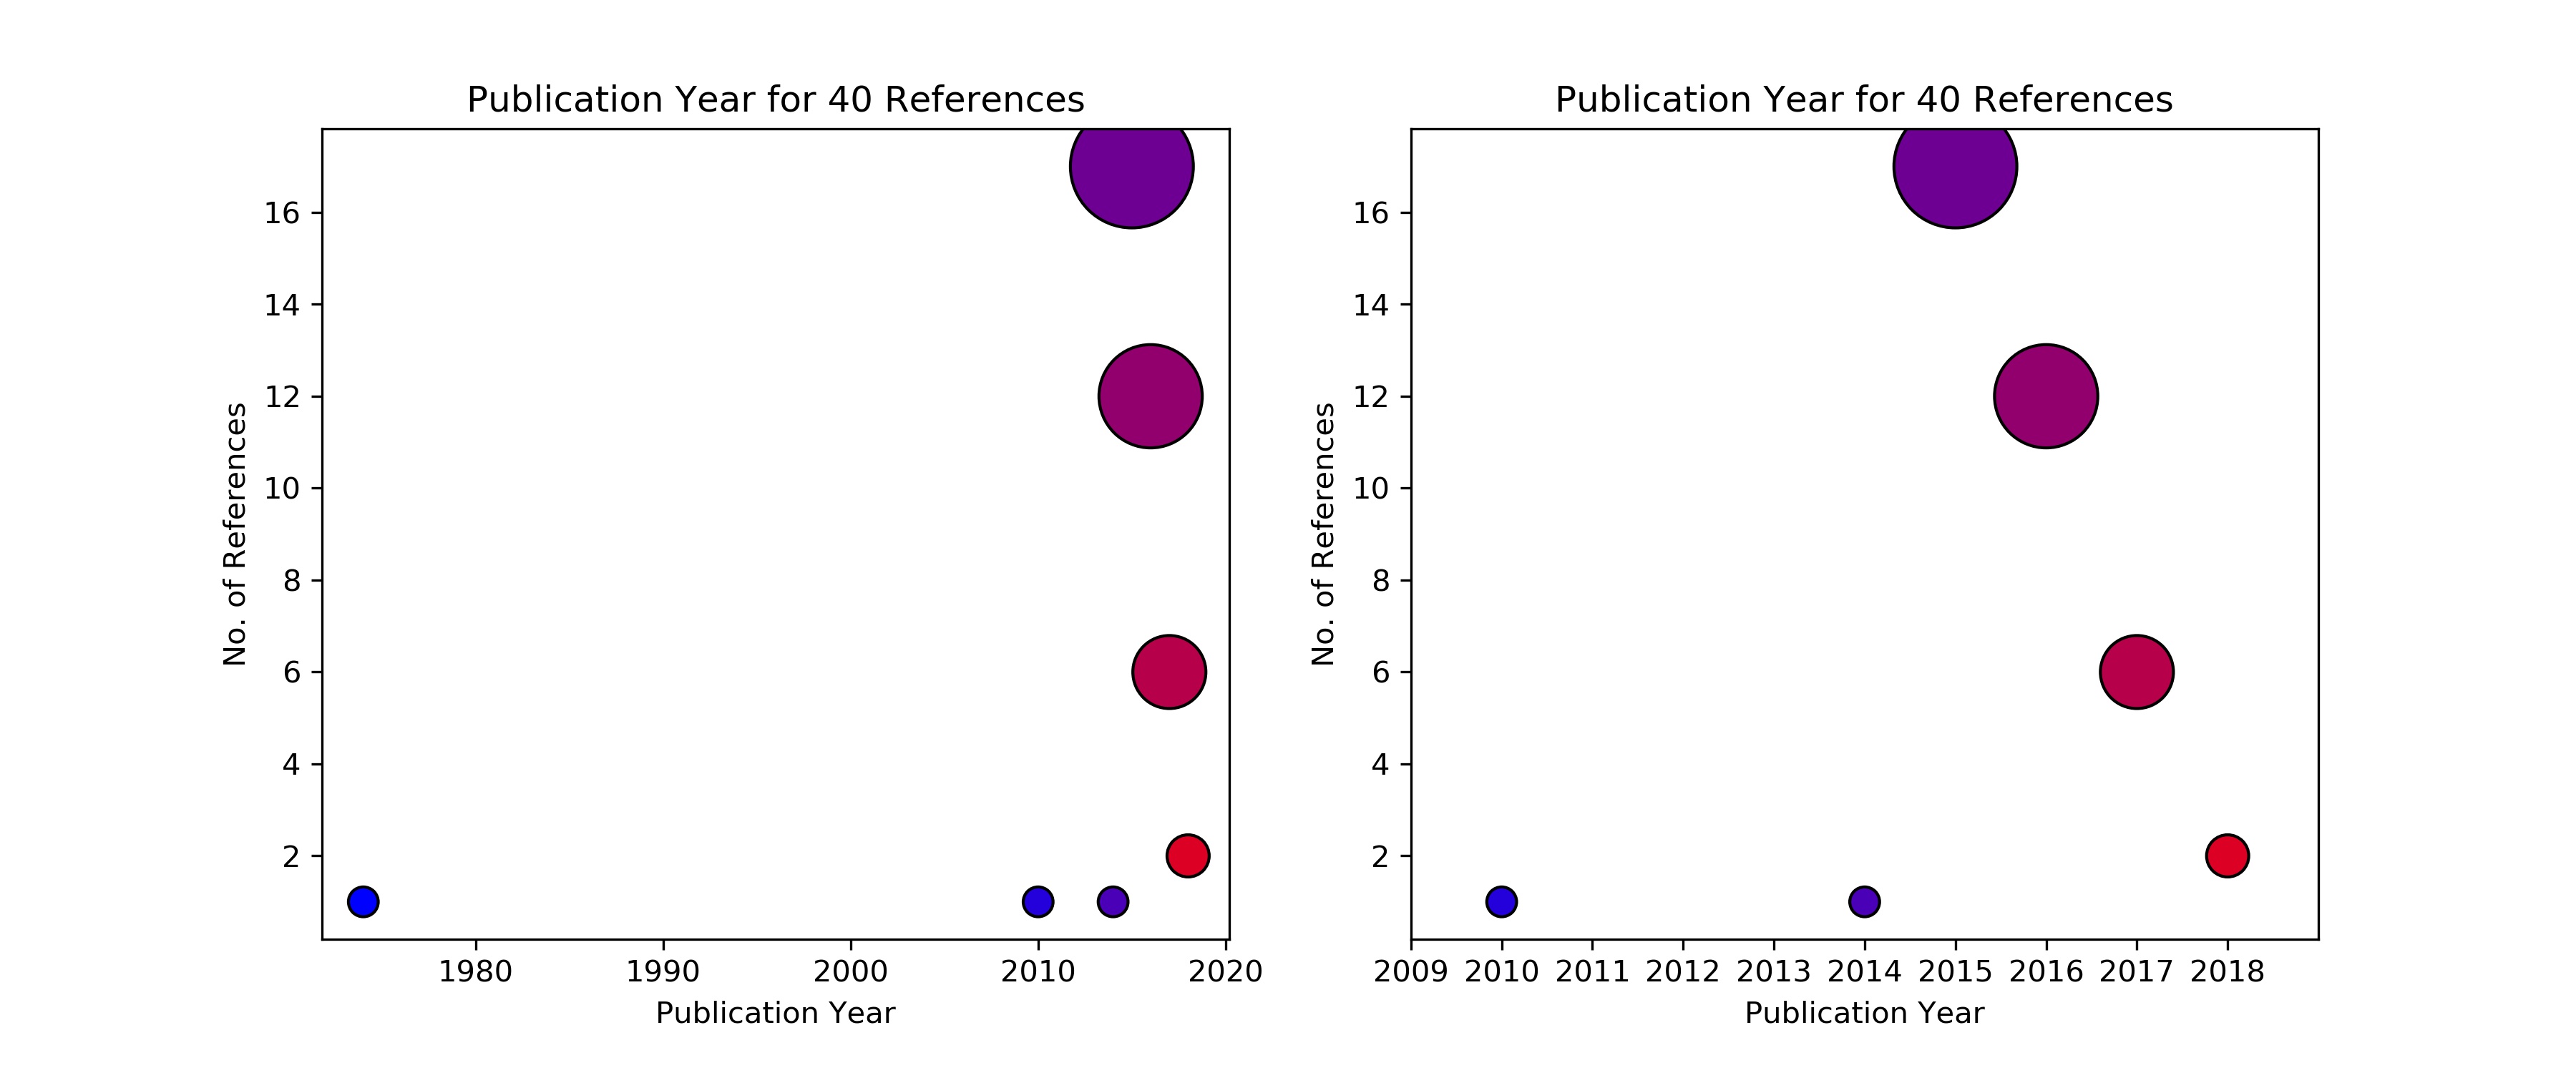 Publication Year for 40 References
16
14
12
10
8
6
4
2
No. of References
1980 1990 2000 2010 2020
Publication Year
Publication Year for 40 References
16
14
12
10
8
6
4
2
No. of References
2009 2010 2011 2012 2013 2014 2015 2016 2017 2018
Publication Year